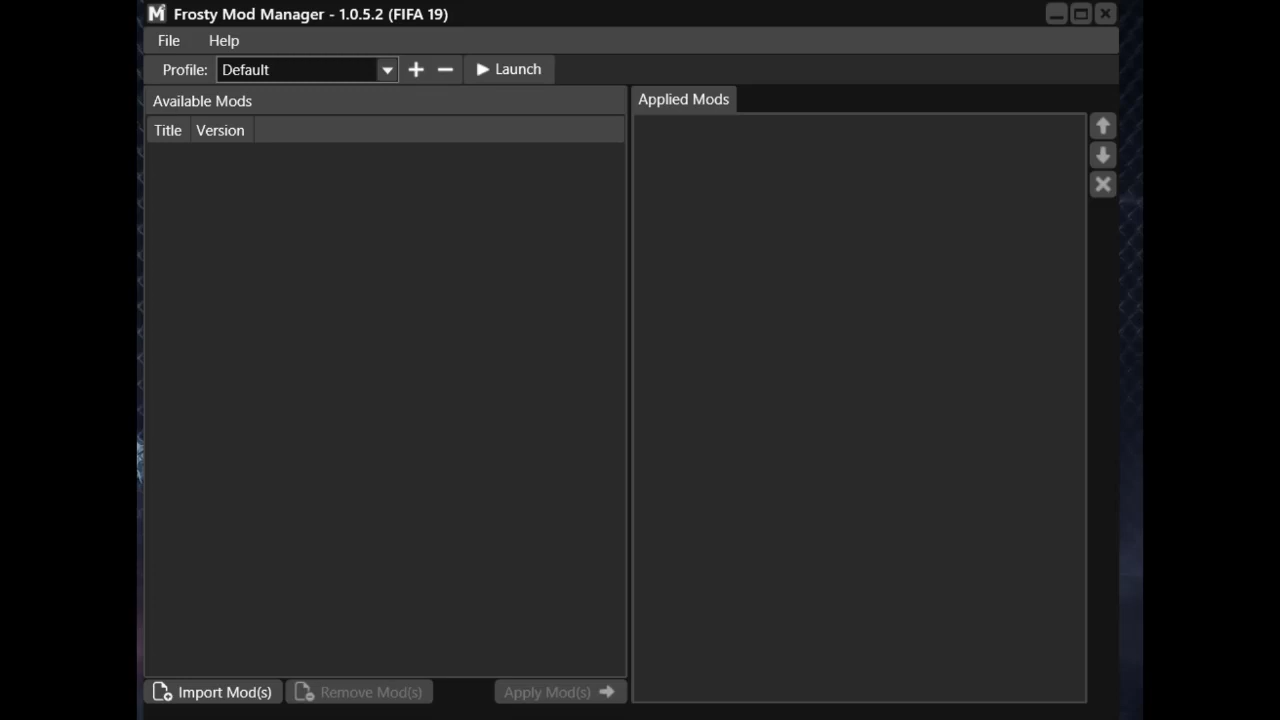 Frosty Mod Manager - 1.0.5.2 (FIFA 19)
File Help
Profile: Default Launch
Available Mods
Applied Mods
Title Version
Import Mod(s) Remove Mod(s) Apply Mod(s)